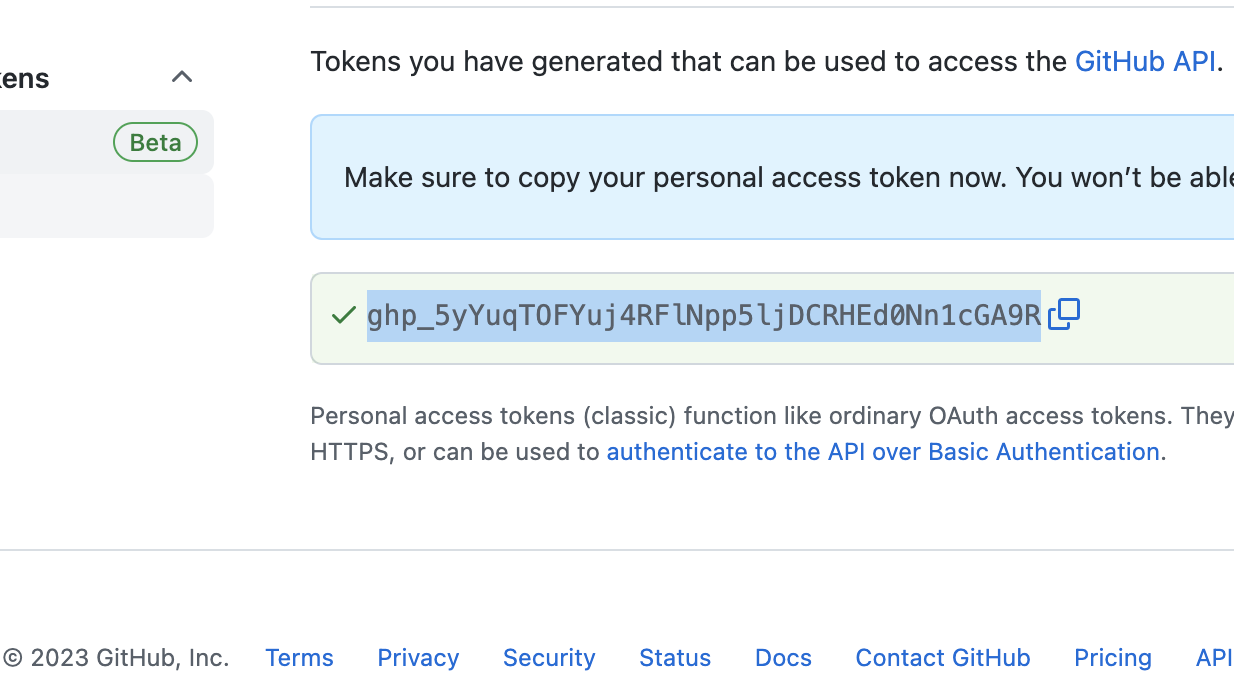 kens
Beta
Tokens you have generated that can be used to access the GitHub API.
Make sure to copy your personal access token now. You won’t be able
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
Personal access tokens (classic) function like ordinary OAuth access tokens. They
HTTPS, or can be used to authenticate to the API over Basic Authentication.
© 2023 GitHub, Inc. Terms Privacy Security Status Docs Contact GitHub Pricing API